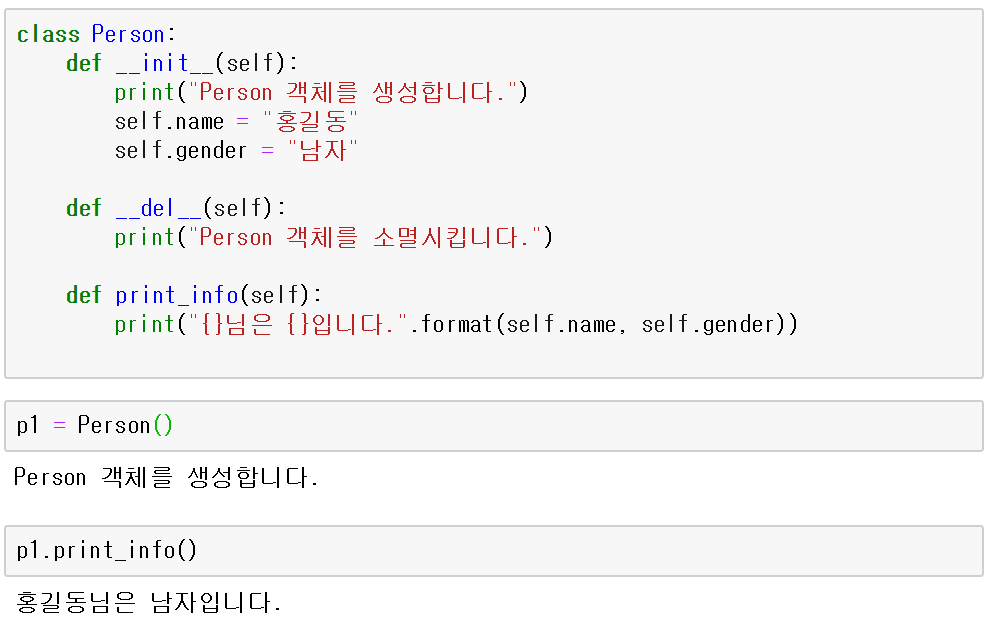 class Person:
    def __init__(self):
        print("Person 객체를 생성합니다.")
        self.name = "홍길동"
        self.gender = "남자"
    def __del__(self):
        print("Person 객체를 소멸시킵니다.")
    def print_info(self):
        print("{}님은 {}입니다.".format(self.name, self.gender))
p1 = Person()
Person 객체를 생성합니다.
p1.print_info()
홍길동님은 남자입니다.